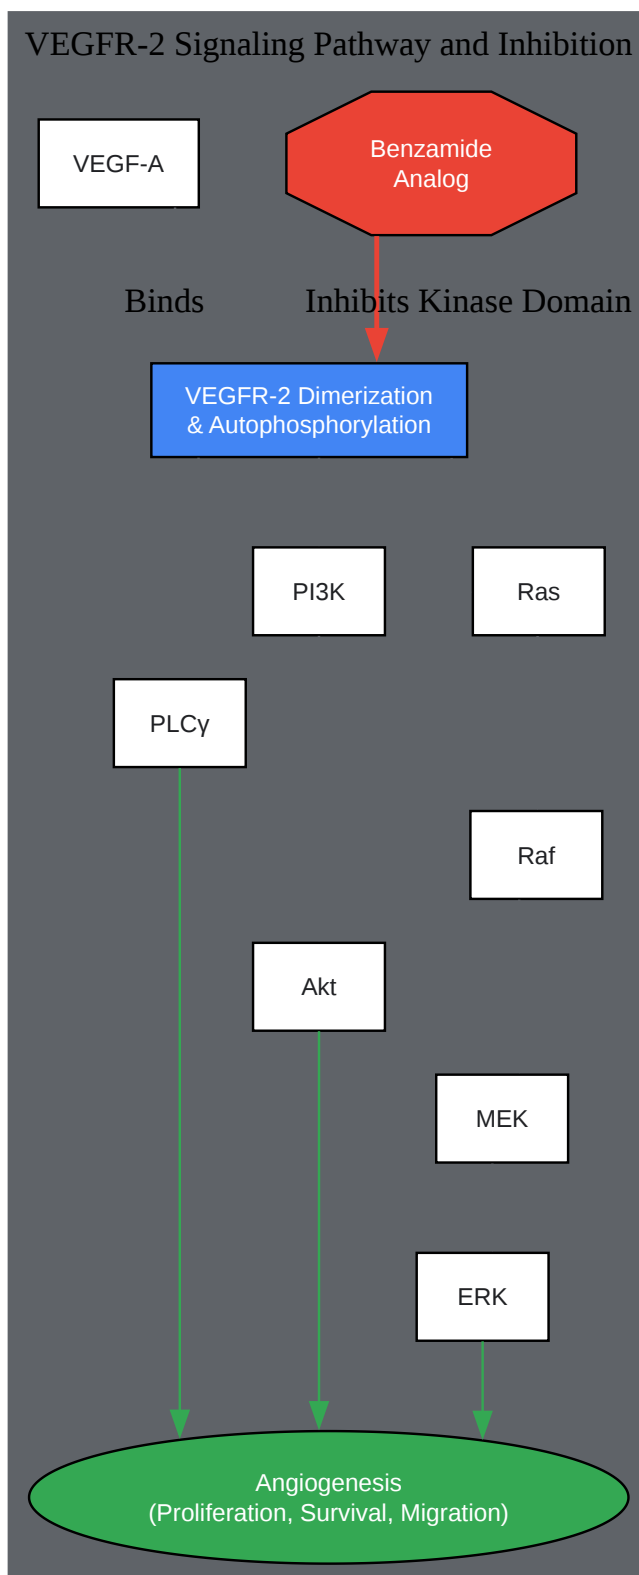 VEGFR-2 Signaling Pathway and Inhibition
VEGF-A
Benzamide
Analog
Binds
Inhibits Kinase Domain
VEGFR-2 Dimerization
& Autophosphorylation
PI3K
Ras
PLCγ
Raf
Akt
MEK
ERK
Angiogenesis
(Proliferation, Survival, Migration)